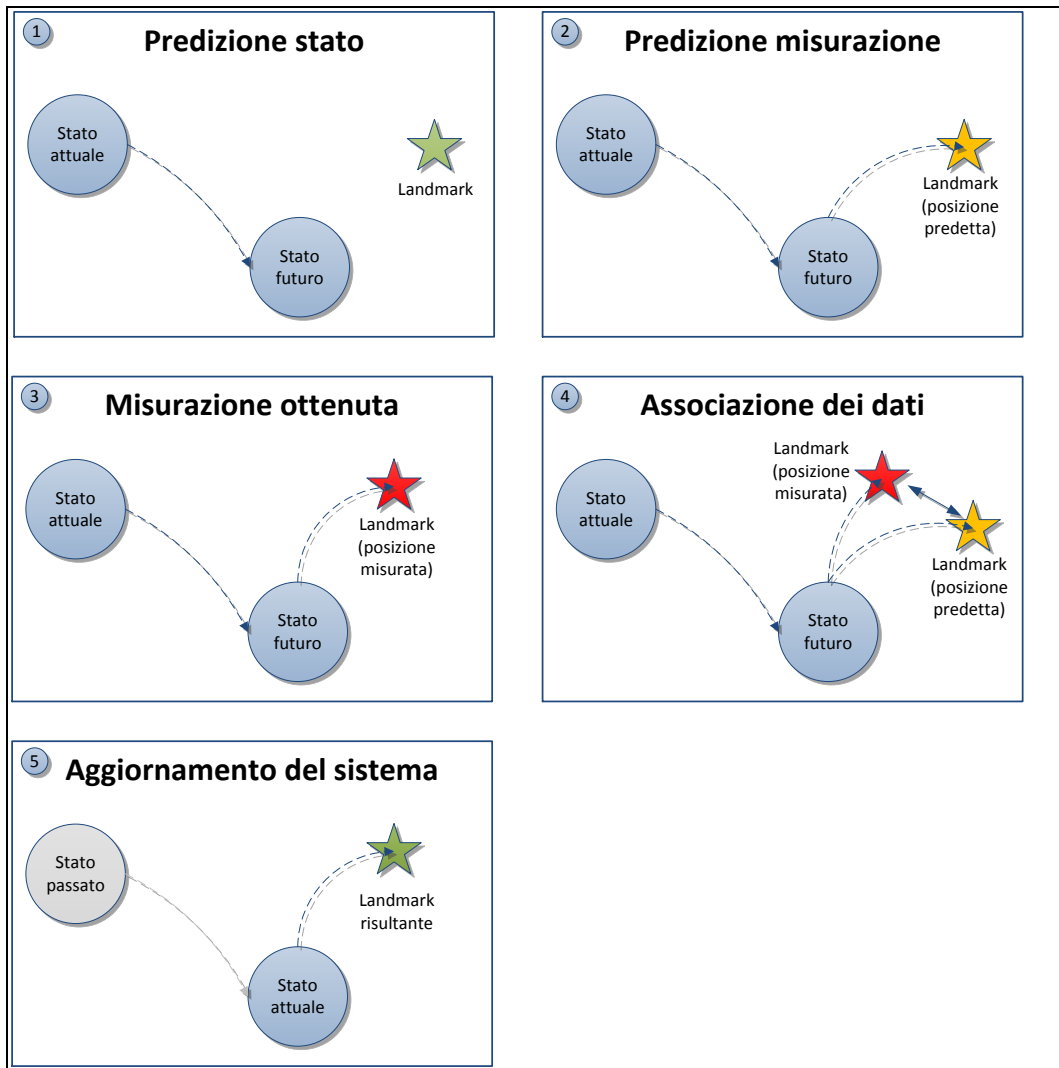 1
Predizione stato
Stato
attuale
Landmark
Stato
futuro
2
Predizione misurazione
Stato
attuale
Landmark
(posizione
predetta)
Stato
futuro
3
Misurazione ottenuta
Stato
attuale
Landmark
(posizione
misurata)
Stato
futuro
4
Associazione dei dati
Landmark
(posizione
misurata)
Stato
attuale
Landmark
(posizione
predetta)
Stato
futuro
5
Aggiornamento del sistema
Stato
passato
Landmark
risultante
Stato
attuale